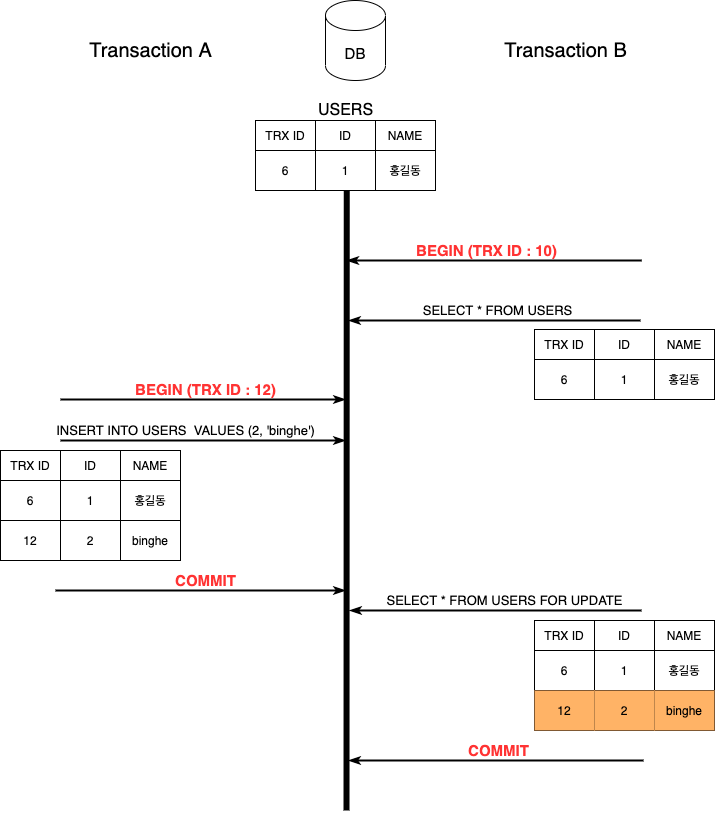 Transaction A
DB
Transaction B
USERS
TRX ID ID NAME
6 1 홍길동
BEGIN (TRX ID : 10)
SELECT * FROM USERS
TRX ID ID NAME
6 1 홍길동
BEGIN (TRX ID : 12)
INSERT INTO USERS VALUES (2, 'binghe')
TRX ID ID NAME
6 1 홍길동
12 2 binghe
COMMIT
SELECT * FROM USERS FOR UPDATE
TRX ID ID NAME
6 1 홍길동
12 2 binghe
COMMIT